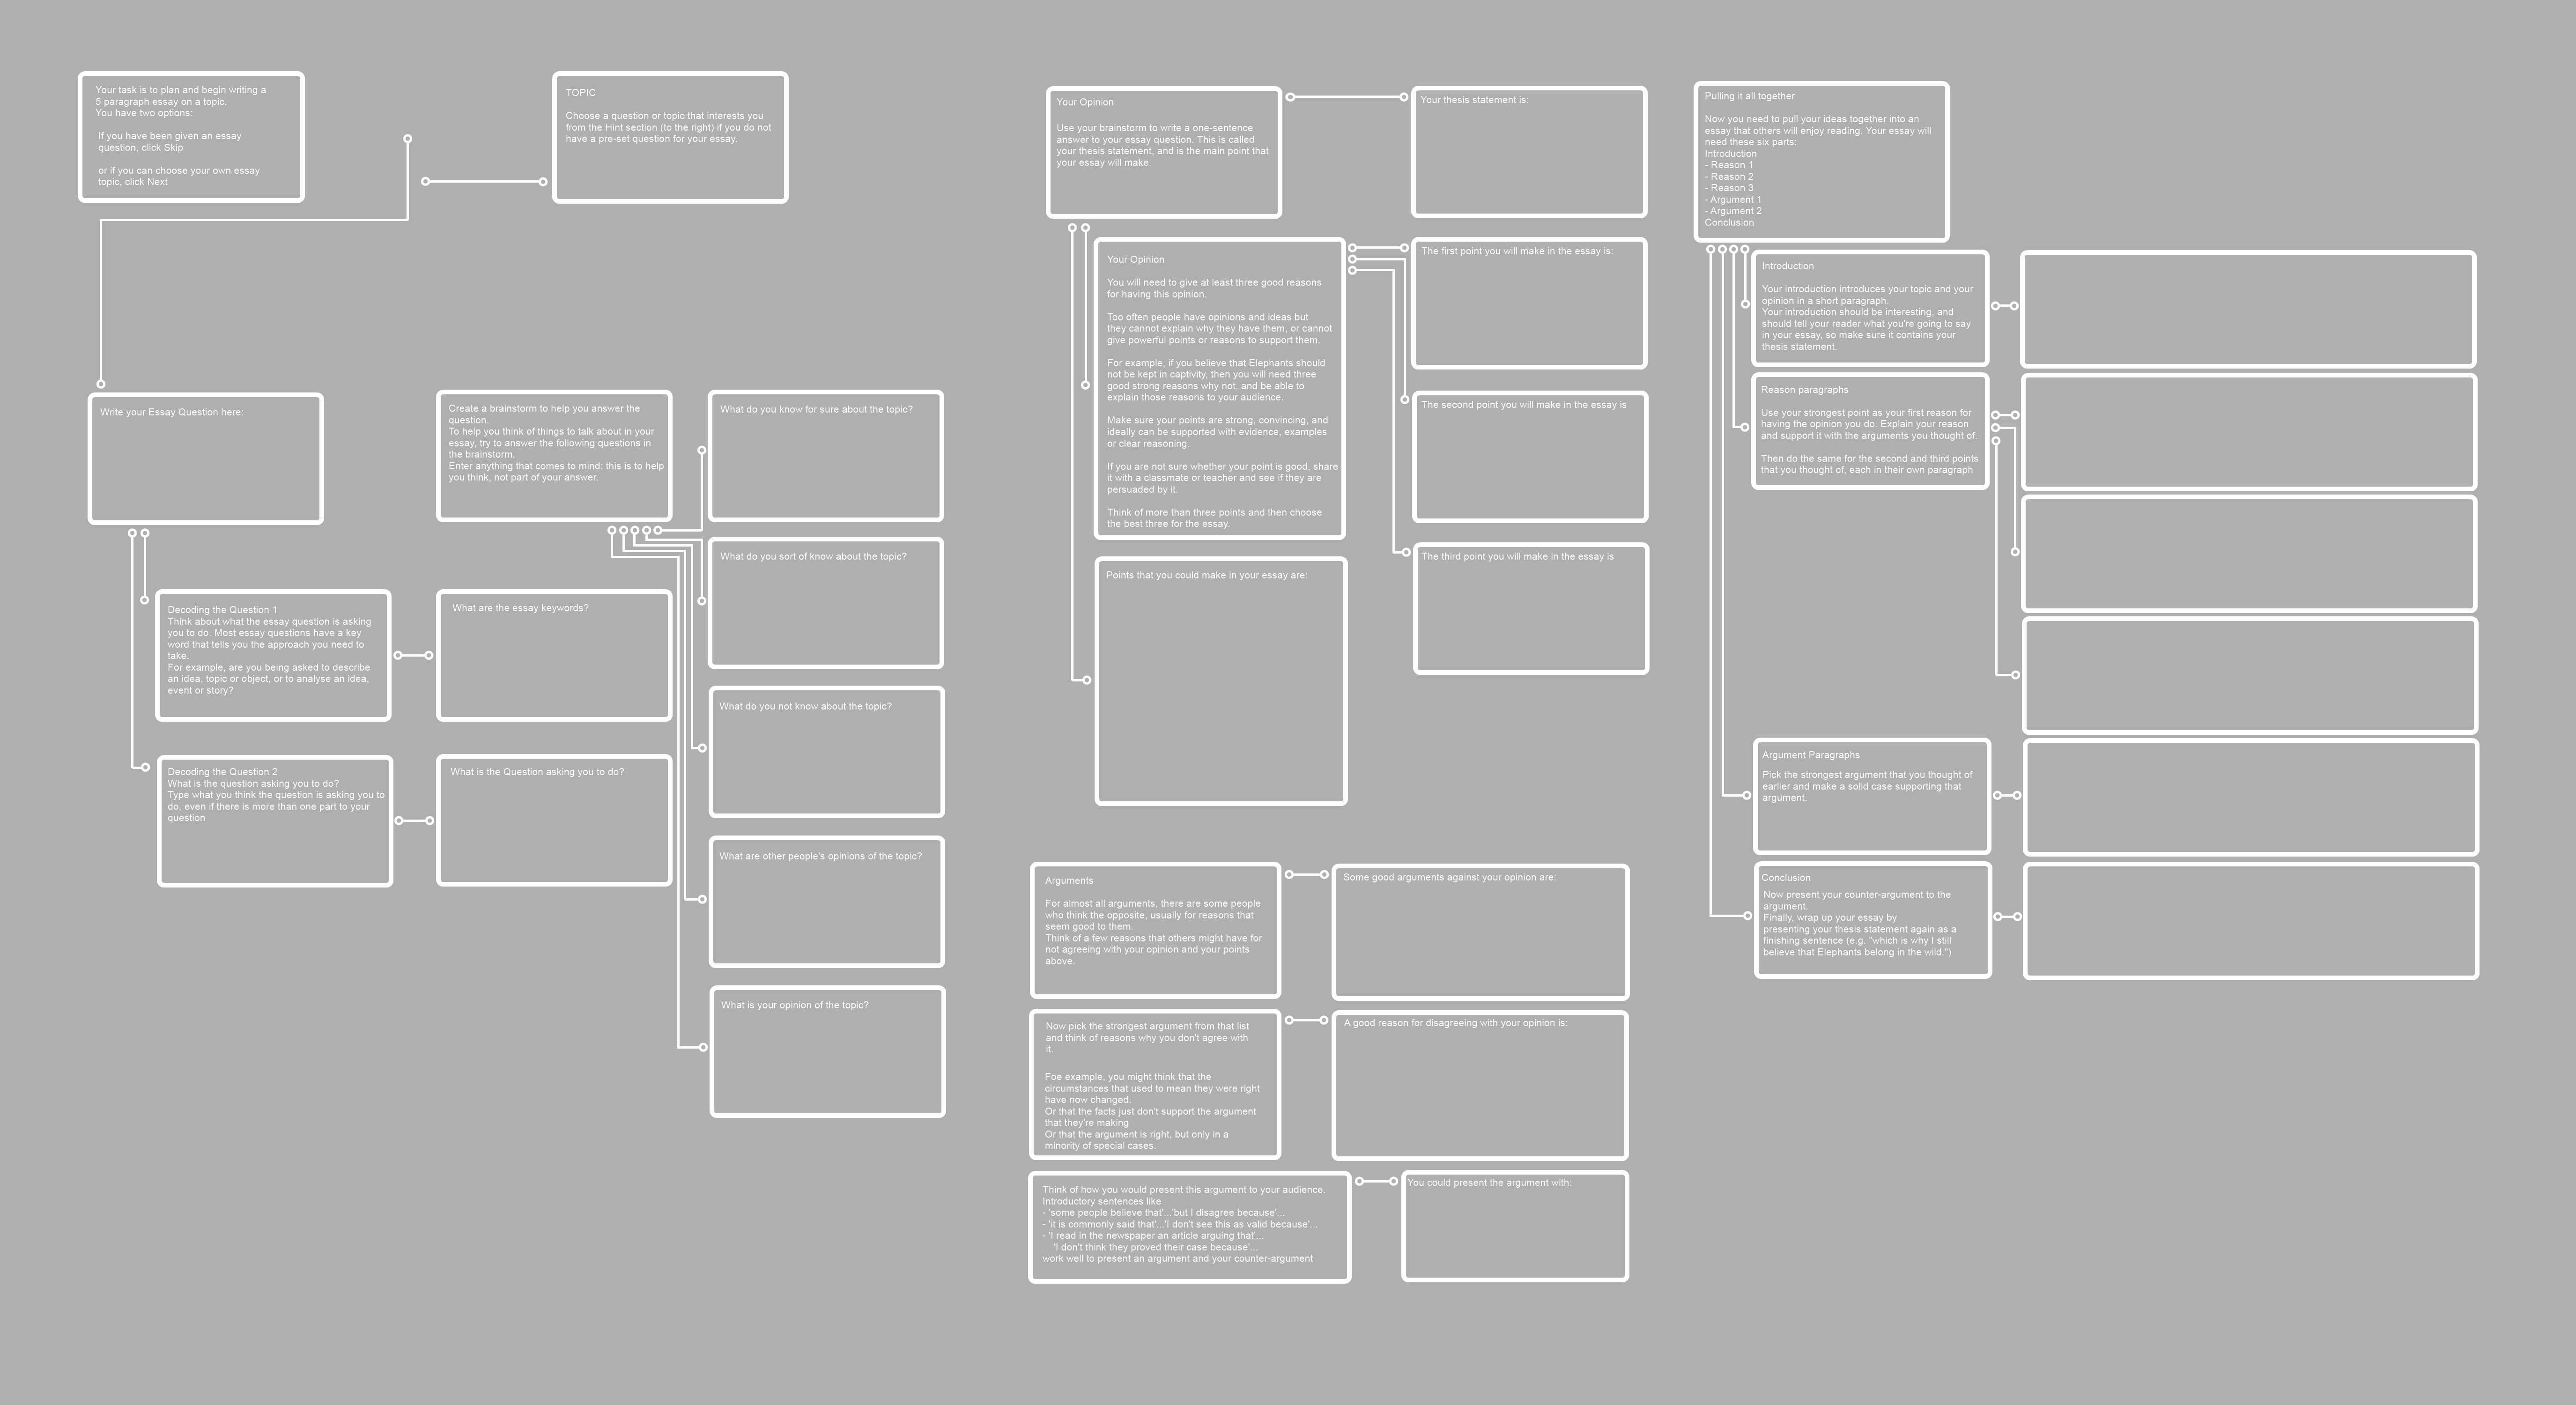 Your task is to plan and begin writing a
5 paragraph essay on a topic.
You have two options:
If you have been given an essay
question, click Skip
or if you can choose your own essay
topic, click Next
TOPIC
Choose a question or topic that interests you
from the Hint section (to the right) if you do not
have a pre-set question for your essay.
Write your Essay Question here:
Decoding the Question 1
Think about what the essay question is asking
you to do. Most essay questions have a key
word that tells you the approach you need to
take.
For example, are you being asked to describe
an idea, topic or object, or to analyse an idea,
event or story?
What are the essay keywords?
Decoding the Question 2
What is the question asking you to do?
Type what you think the question is asking you to
do, even if there is more than one part to your
question
What is the Question asking you to do?
Create a brainstorm to help you answer the
question.
To help you think of things to talk about in your
essay, try to answer the following questions in
the brainstorm.
Enter anything that comes to mind: this is to help
you think, not part of your answer.
What do you know for sure about the topic?
What do you sort of know about the topic?
What do you not know about the topic?
What are other people's opinions of the topic?
What is your opinion of the topic?
Your Opinion
Use your brainstorm to write a one-sentence
answer to your essay question. This is called
your thesis statement, and is the main point that
your essay will make.
Your thesis statement is:
Your Opinion
You will need to give at least three good reasons
for having this opinion.
Too often people have opinions and ideas but
they cannot explain why they have them, or cannot
give powerful points or reasons to support them.
For example, if you believe that Elephants should
not be kept in captivity, then you will need three
good strong reasons why not, and be able to
explain those reasons to your audience.
Make sure your points are strong, convincing, and
ideally can be supported with evidence, examples
or clear reasoning.
If you are not sure whether your point is good, share
it with a classmate or teacher and see if they are
persuaded by it.
Think of more than three points and then choose
the best three for the essay.
The first point you will make in the essay is:
The second point you will make in the essay is
The third point you will make in the essay is
Points that you could make in your essay are:
Arguments
For almost all arguments, there are some people
who think the opposite, usually for reasons that
seem good to them.
Think of a few reasons that others might have for
not agreeing with your opinion and your points
above.
Some good arguments against your opinion are:
Now pick the strongest argument from that list
and think of reasons why you don't agree with
it.
Foe example, you might think that the
circumstances that used to mean they were right
have now changed.
Or that the facts just don't support the argument
that they're making
Or that the argument is right, but only in a
minority of special cases.
A good reason for disagreeing with your opinion is:
Think of how you would present this argument to your audience.
Introductory sentences like
- 'some people believe that'...'but I disagree because'...
- 'it is commonly said that'...'I don't see this as valid because'...
- 'I read in the newspaper an article arguing that'...
'I don't think they proved their case because'...
work well to present an argument and your counter-argument
You could present the argument with:
Pulling it all together
Now you need to pull your ideas together into an
essay that others will enjoy reading. Your essay will
need these six parts:
Introduction
- Reason 1
- Reason 2
- Reason 3
- Argument 1
- Argument 2
Conclusion
Introduction
Your introduction introduces your topic and your
opinion in a short paragraph.
Your introduction should be interesting, and
should tell your reader what you're going to say
in your essay, so make sure it contains your
thesis statement.
Reason paragraphs
Use your strongest point as your first reason for
having the opinion you do. Explain your reason
and support it with the arguments you thought of.
Then do the same for the second and third points
that you thought of, each in their own paragraph
Argument Paragraphs
Pick the strongest argument that you thought of
earlier and make a solid case supporting that
argument.
Conclusion
Now present your counter-argument to the
argument.
Finally, wrap up your essay by
presenting your thesis statement again as a
finishing sentence (e.g. "which is why I still
believe that Elephants belong in the wild.")